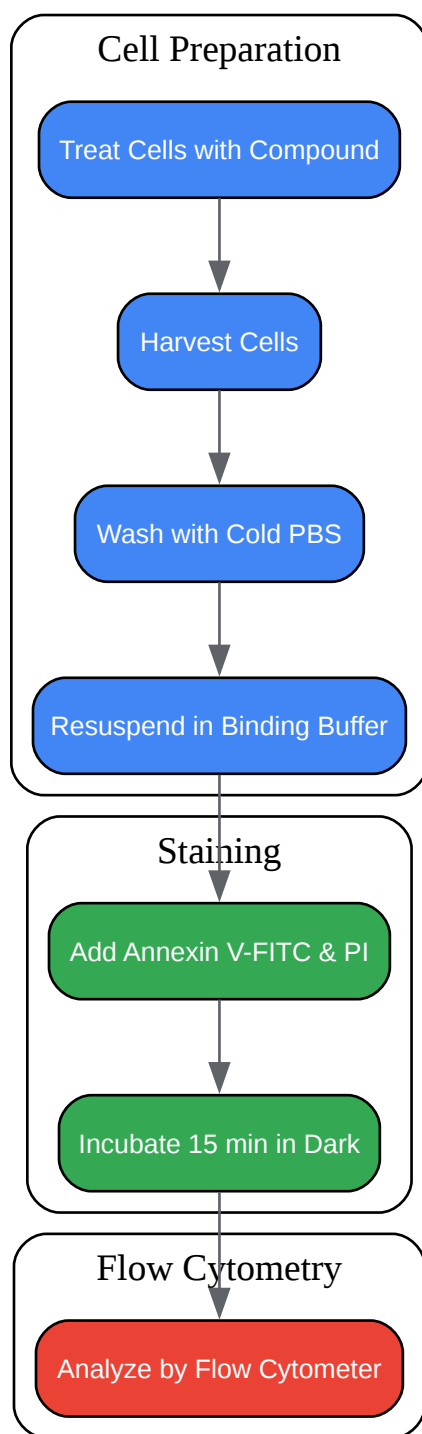 Cell Preparation
Treat Cells with Compound
Harvest Cells
Wash with Cold PBS
Resuspend in Binding Buffer
Staining
Add Annexin V-FITC & PI
Incubate 15 min in Dark
Flow Cytometry
Analyze by Flow Cytometer